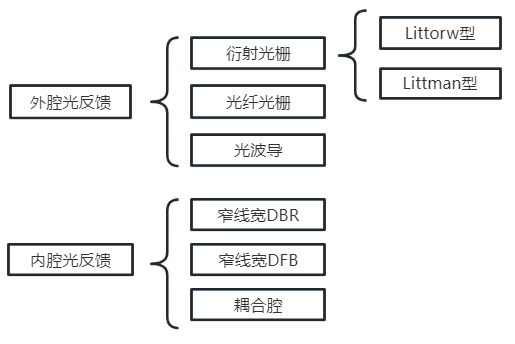 外腔光反馈
衍射光栅
Littorw型
Littman型
光纤光栅
光波导
内腔光反馈
窄线宽DBR
窄线宽DFB
耦合腔